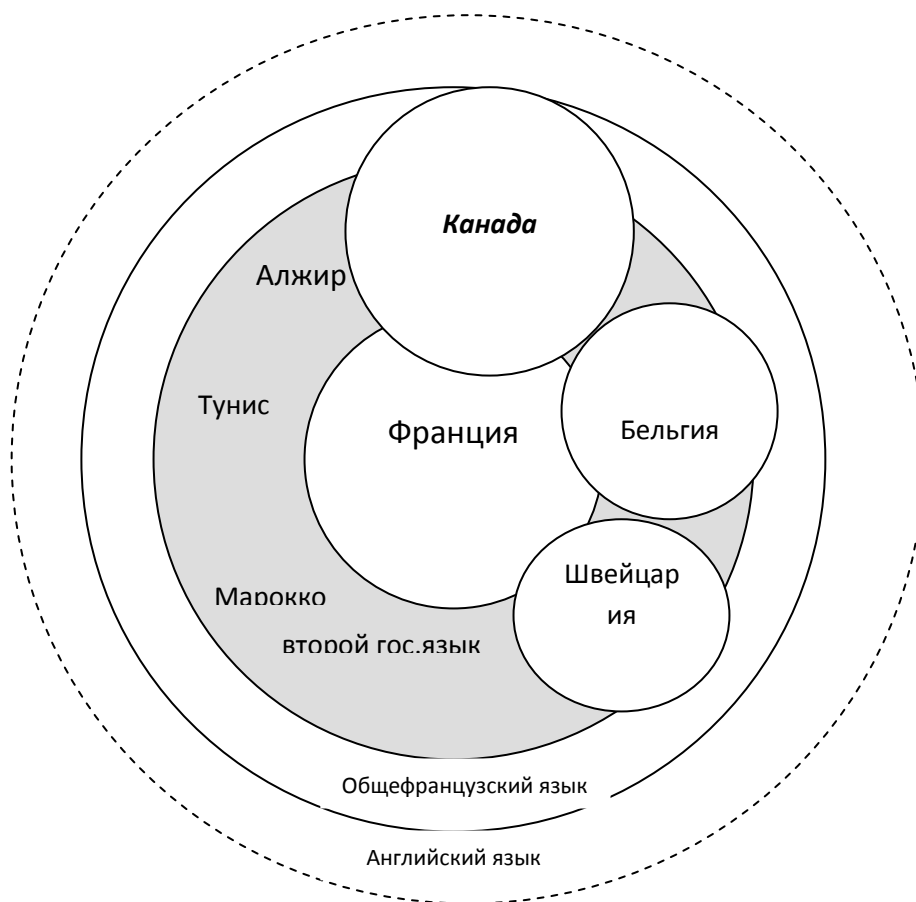 Канада
Алжир
Тунис
Франция
Бельгия
Швейцар
ия
Марокко
второй гос.язык
Общефранцузский язык
Английский язык